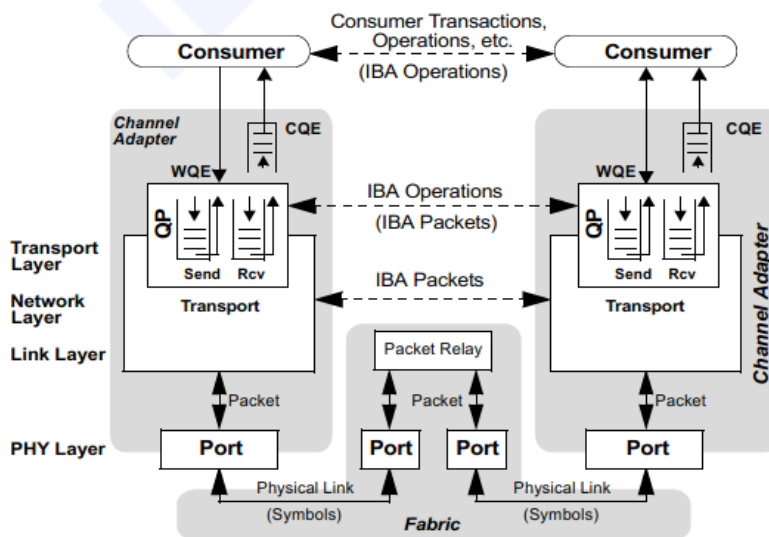 Consumer Transactions,
Operations, etc.
(IBA Operations)
Consumer
Consumer
Channel
Adapter
CQE
CQE
WQE
WQE
IBA Operations
(IBA Packets)
QP
QP
Send
Rcv
Send
Rcv
Transport
Layer
IBA Packets
Network
Layer
Transport
Transport
Channel Adapter
Link Layer
Packet Relay
Packet
Packet
Packet
PHY Layer
Port
Port
Port
Port
Physical Link
(Symbols)
Physical Link
(Symbols)
Fabric